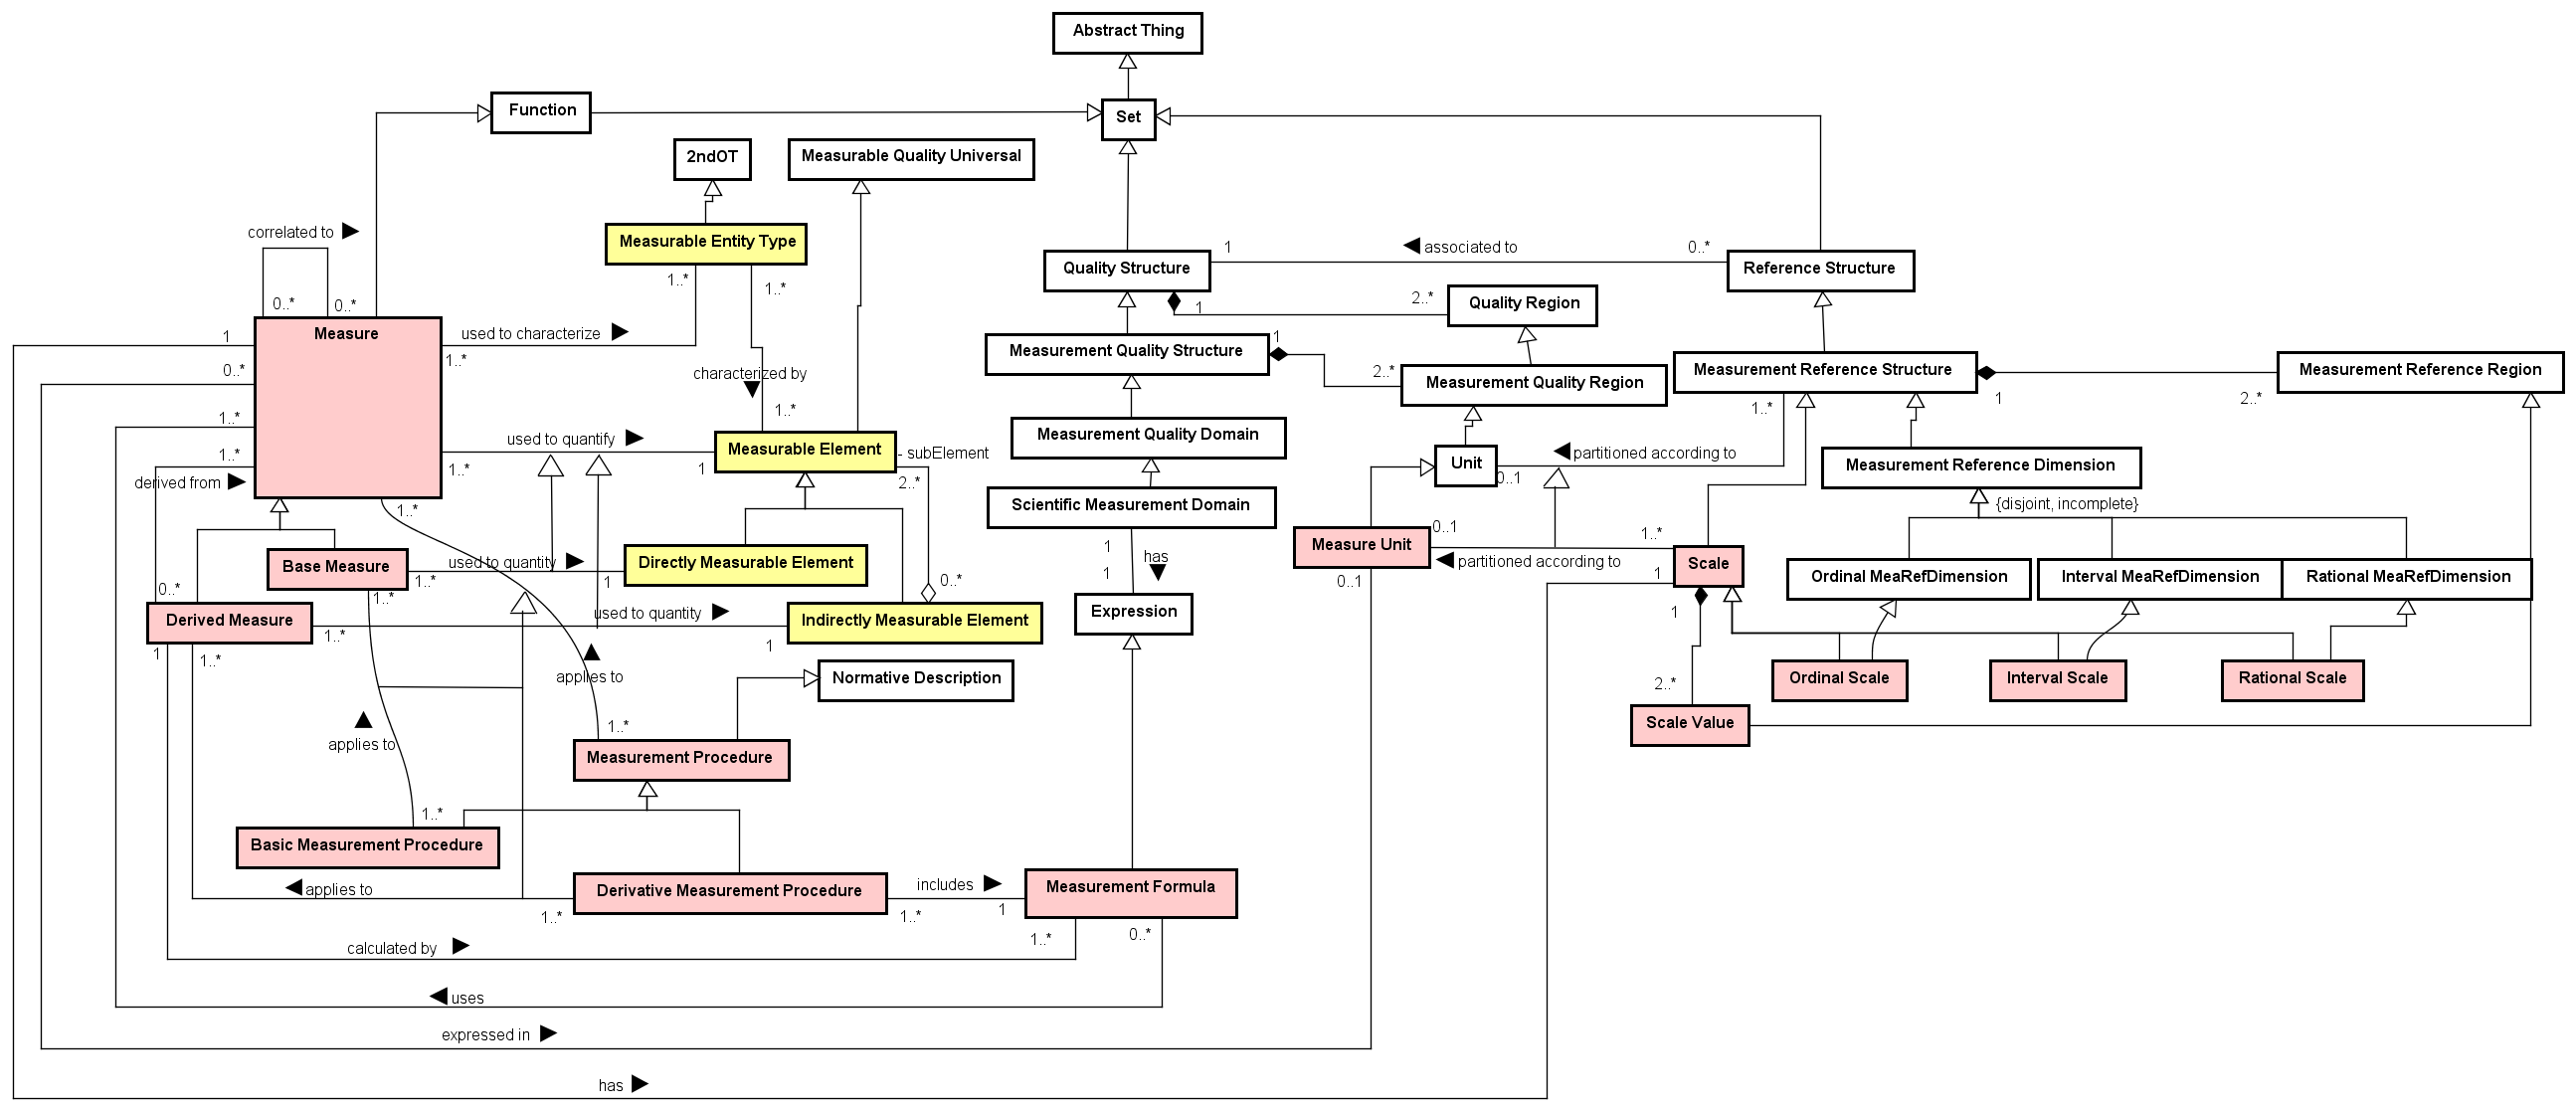 Abstract Thing
Function
Set
2ndOT
Measurable Quality Universal
Measurable Entity Type
correlated to
0..*
0..*
1..*
1..*
Quality Structure
1
associated to
0..*
Reference Structure
Quality Region
1
2..*
Measure
1
used to characterize
1..*
0..*
characterized by
1..*
Measurement Quality Structure
1
2..*
Measurement Quality Region
Measurement Reference Structure
1
2..*
Measurement Reference Region
1..*
used to quantify
1..*
1
Measurable Element
- subElement
2..*
Measurement Quality Domain
1..*
Unit
0..1
partitioned according to
Measurement Reference Dimension
1..*
derived from
1..*
Scientific Measurement Domain
{disjoint, incomplete}
Measure Unit
0..1
1..*
partitioned according to
0..1
1
Scale
Base Measure
used to quantity
1..*
1
Directly Measurable Element
1
has
1
Ordinal MeaRefDimension
Interval MeaRefDimension
Rational MeaRefDimension
0..*
1..*
0..*
Derived Measure
used to quantity
1..*
1
Indirectly Measurable Element
Expression
1
1
1..*
applies to
Normative Description
2..*
Ordinal Scale
Interval Scale
Rational Scale
Scale Value
applies to
1..*
Measurement Procedure
1..*
Basic Measurement Procedure
applies to
1..*
Derivative Measurement Procedure
includes
1..*
1
Measurement Formula
calculated by
1..*
0..*
uses
expressed in
has